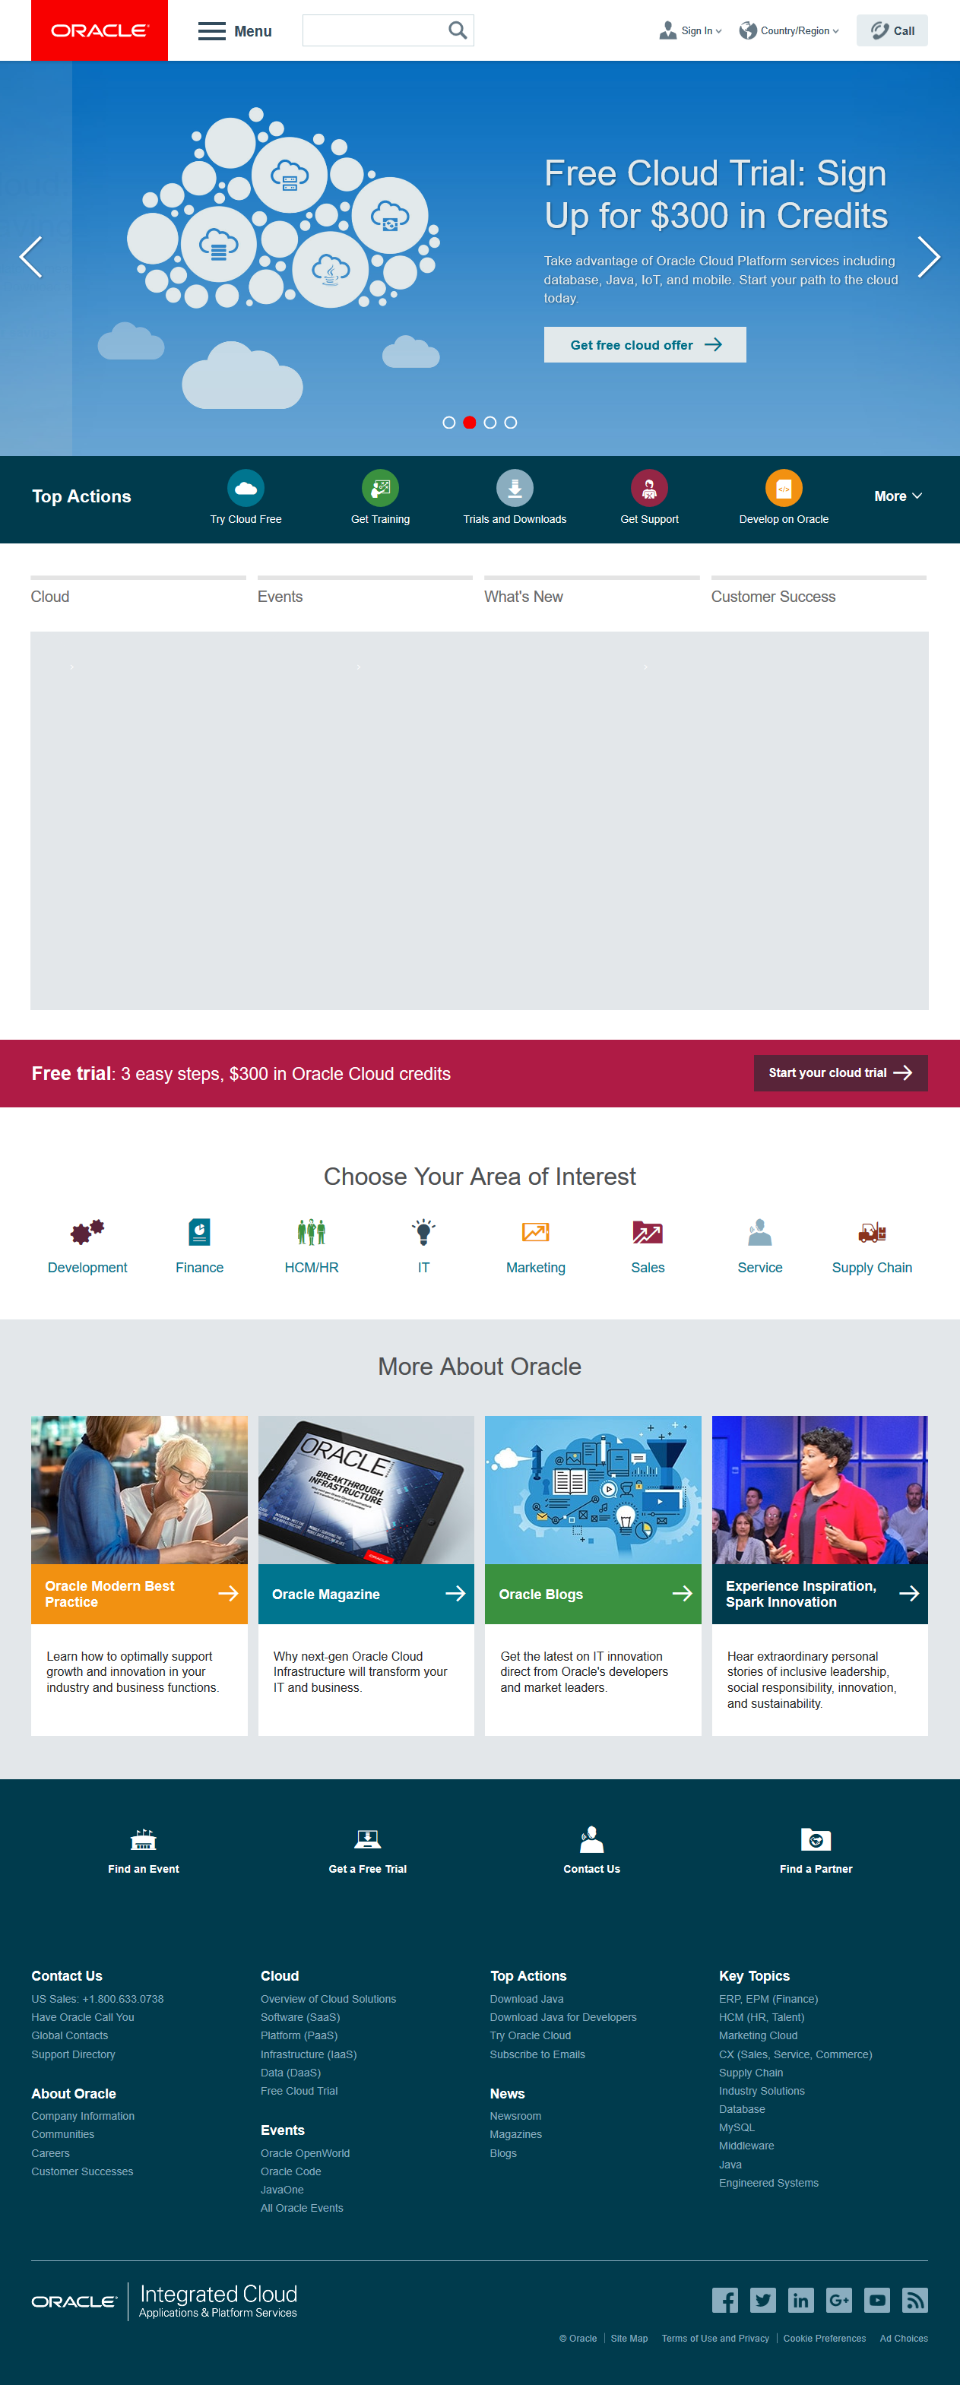 ORACLE
Menu
Sign In
Country/Region
Call
Free Cloud Trial: Sign
Up for $300 in Credits
Take advantage of Oracle Cloud Platform services including
database, Java, IoT, and mobile. Start your path to the cloud
today.
Get free cloud offer
Top Actions
Try Cloud Free
Get Training
Trials and Downloads
Get Support
Develop on Oracle
More
Cloud
Events
What's New
Customer Success
Free trial: 3 easy steps, $300 in Oracle Cloud credits
Start your cloud trial
Choose Your Area of Interest
Development
Finance
HCM/HR
IT
Marketing
Sales
Service
Supply Chain
More About Oracle
ORACLE
BREAKTHROUGH
INFRASTRUCTURE
Oracle Modern Best
Practice
Oracle Magazine
Oracle Blogs
Experience Inspiration,
Spark Innovation
Learn how to optimally support
growth and innovation in your
industry and business functions.
Why next-gen Oracle Cloud
Infrastructure will transform your
IT and business.
Get the latest on IT innovation
direct from Oracle's developers
and market leaders.
Hear extraordinary personal
stories of inclusive leadership,
social responsibility, innovation,
and sustainability.
Find an Event
Get a Free Trial
Contact Us
Find a Partner
Contact Us
US Sales: +1.800.633.0738
Have Oracle Call You
Global Contacts
Support Directory
About Oracle
Company Information
Communities
Careers
Customer Successes
Cloud
Overview of Cloud Solutions
Software (SaaS)
Platform (PaaS)
Infrastructure (IaaS)
Data (DaaS)
Free Cloud Trial
Events
Oracle OpenWorld
Oracle Code
JavaOne
All Oracle Events
Top Actions
Download Java
Download Java for Developers
Try Oracle Cloud
Subscribe to Emails
News
Newsroom
Magazines
Blogs
Key Topics
ERP, EPM (Finance)
HCM (HR, Talent)
Marketing Cloud
CX (Sales, Service, Commerce)
Supply Chain
Industry Solutions
Database
MySQL
Middleware
Java
Engineered Systems
ORACLE
Integrated Cloud
Applications & Platform Services
© Oracle
Site Map
Terms of Use and Privacy
Cookie Preferences
Ad Choices